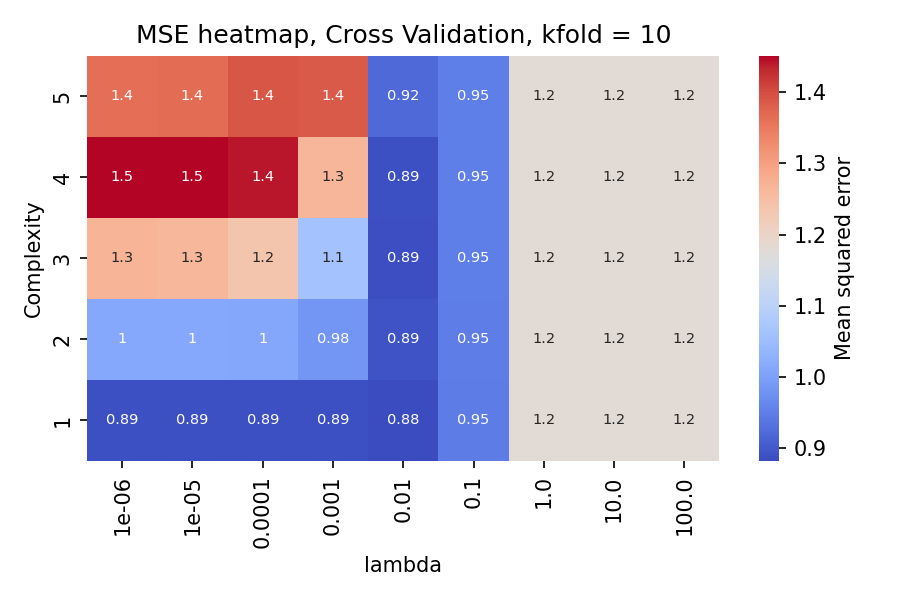 MSE heatmap, Cross Validation, kfold = 10
5 1.4 1.4 1.4 1.4 0.92 0.95 1.2 1.2 1.2
4 1.5 1.5 1.4 1.3 0.89 0.95 1.2 1.2 1.2
3 1.3 1.3 1.2 1.1 0.89 0.95 1.2 1.2 1.2
2 1 1 1 0.98 0.89 0.95 1.2 1.2 1.2
1 0.89 0.89 0.89 0.89 0.88 0.95 1.2 1.2 1.2
Complexity
1e-06 1e-05 0.0001 0.001 0.01 0.1 1.0 10.0 100.0
lambda
1.4
1.3
1.2
1.1
1.0
0.9
Mean squared error